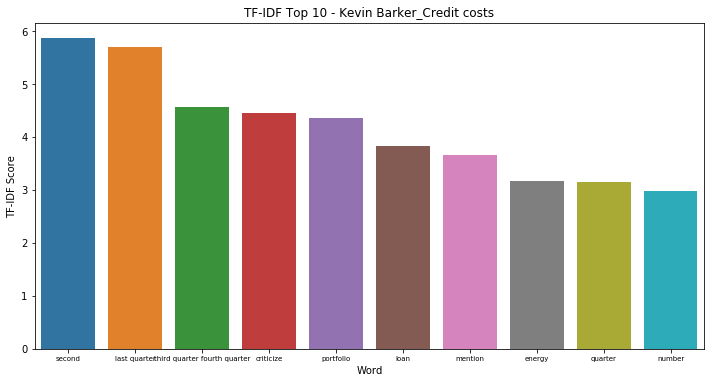 TF-IDF Top 10 - Kevin Barker_Credit costs
TF-IDF Score
6
5
4
3
2
1
0
second last quarter third quarter fourth quarter criticize portfolio loan mention energy quarter number
Word